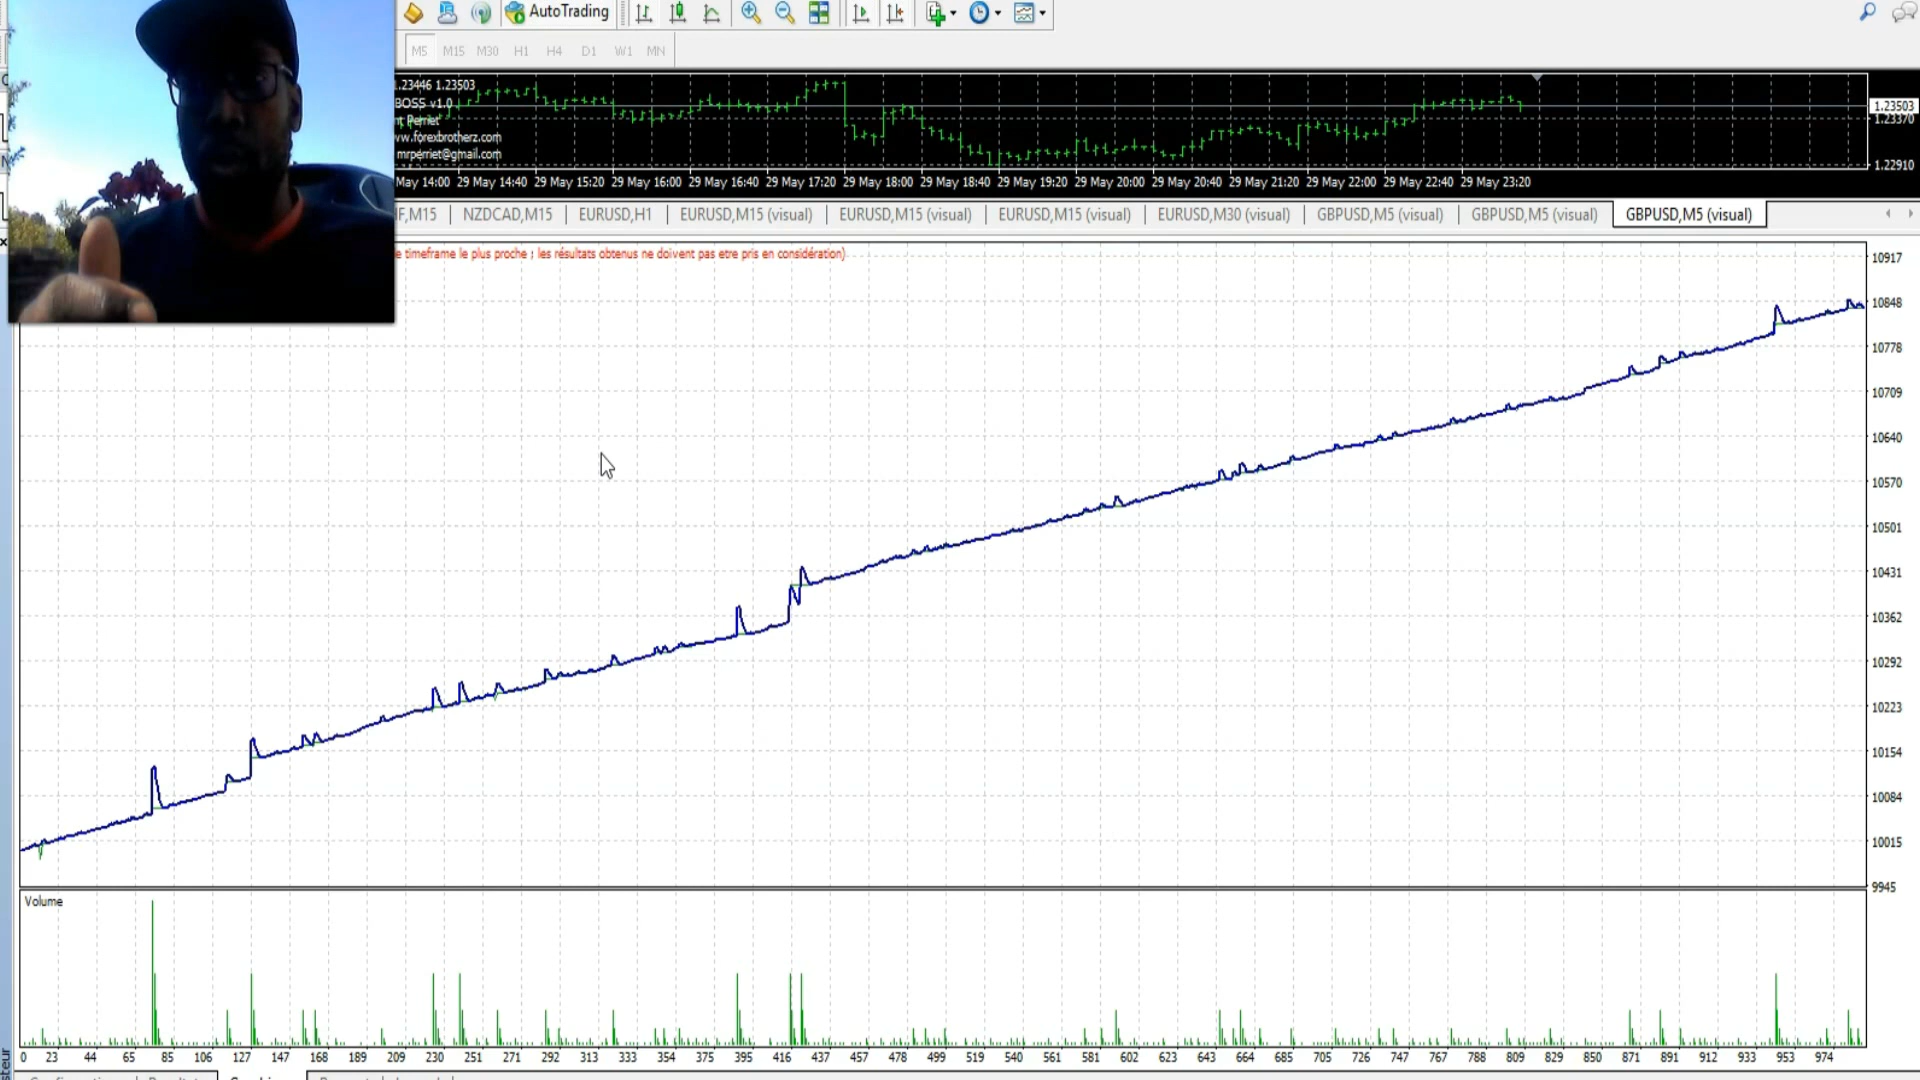 AutoTrading
M5 M15 M30 H1 H4 D1 W1 MN
1.23446 1.23503
BOSS v1.0
nt Perriet
www.forexbrotherz.com
mrperriet@gmail.com
1.23503
1.23370
1.22910
May 14:00 29 May 14:40 29 May 15:20 29 May 16:00 29 May 16:40 29 May 17:20 29 May 18:00 29 May 18:40 29 May 19:20 29 May 20:00 29 May 20:40 29 May 21:20 29 May 22:00 29 May 22:40 29 May 23:20
IF,M15 NZDCAD,M15 EURUSD,H1 EURUSD,M15 (visual) EURUSD,M15 (visual) EURUSD,M15 (visual) EURUSD,M30 (visual) GBPUSD,M5 (visual) GBPUSD,M5 (visual) GBPUSD,M5 (visual)
e timeframe le plus proche ; les résultats obtenus ne doivent pas etre pris en considération)
10917
10848
10778
10709
10640
10570
10501
10431
10362
10292
10223
10154
10084
10015
9945
Volume
0 23 44 65 85 106 127 147 168 189 209 230 251 271 292 313 333 354 375 395 416 437 457 478 499 519 540 561 581 602 623 643 664 685 705 726 747 767 788 809 829 850 871 891 912 933 953 974